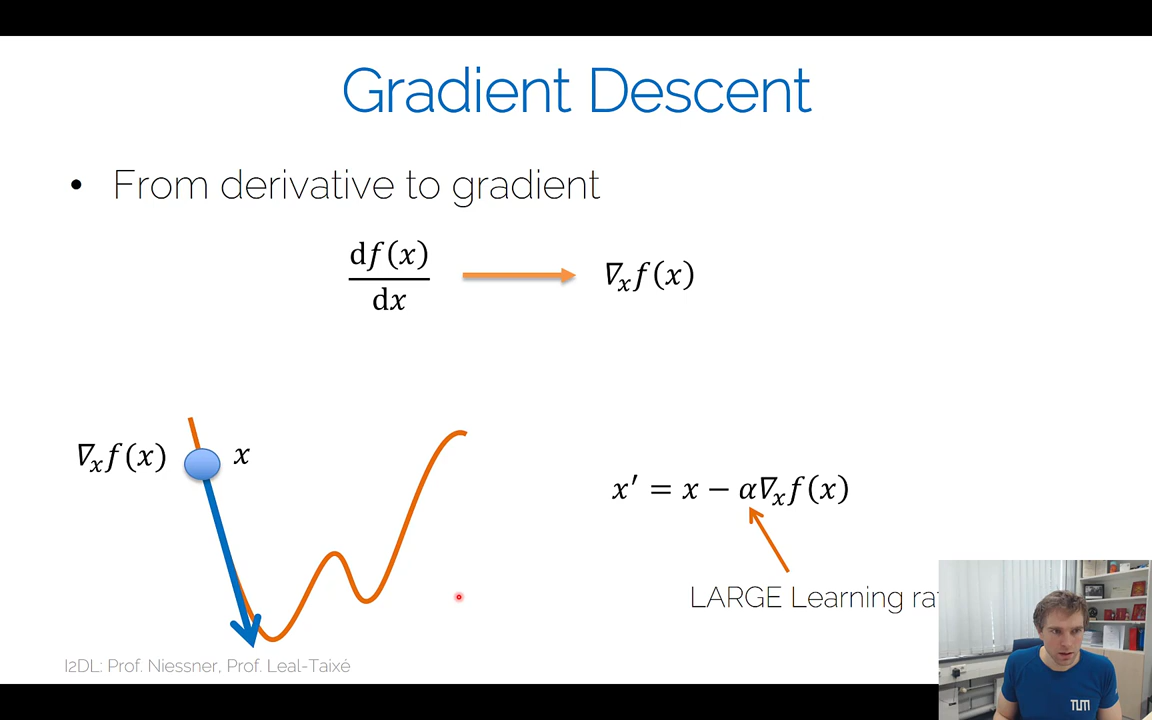 Gradient Descent
• From derivative to gradient
df(x)
dx
∇ₓf(x)
∇ₓf(x)
x
x′ = x − α∇ₓf(x)
LARGE Learning
I2DL: Prof. Niessner, Prof. Leal-Taixé
TUM